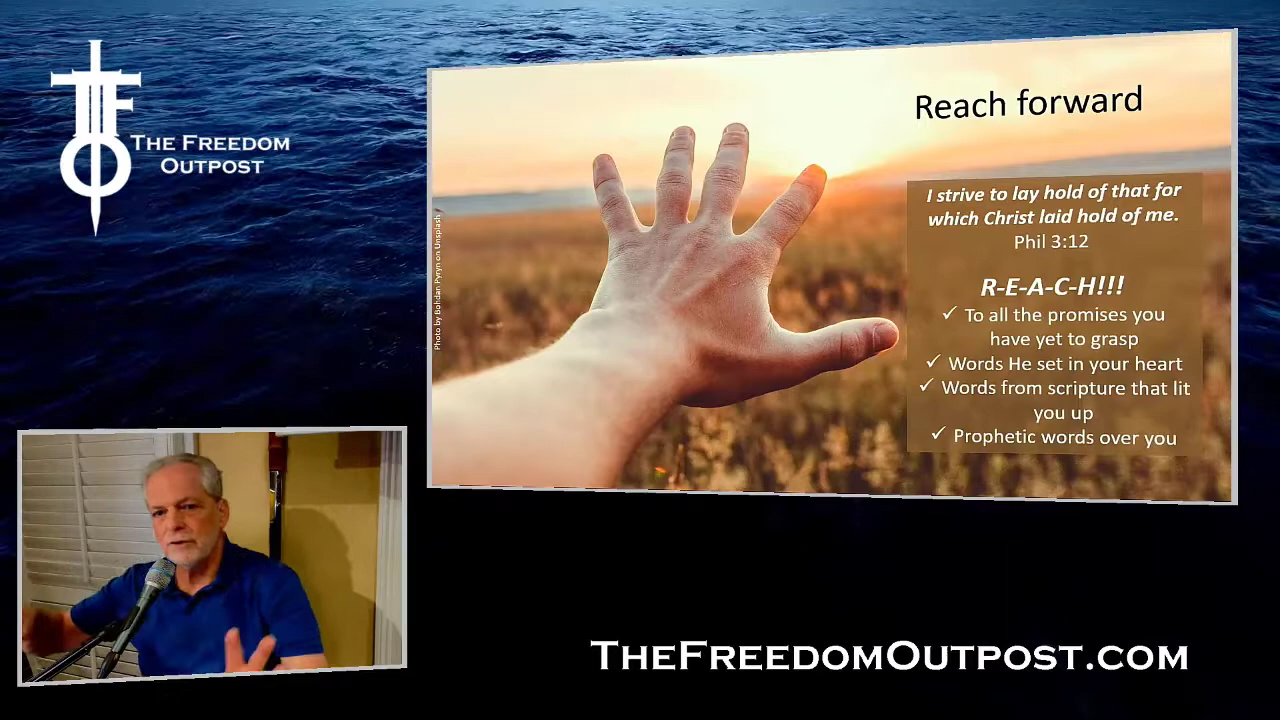 THE FREEDOM
OUTPOST
Reach forward
I strive to lay hold of that for
which Christ laid hold of me.
Phil 3:12
R-E-A-C-H!!!
✓ To all the promises you
have yet to grasp
✓ Words He set in your heart
✓ Words from scripture that lit
you up
✓ Prophetic words over you
Photo by Bohdan Pyryn on Unsplash
THEFREEDOMOUTPOST.COM